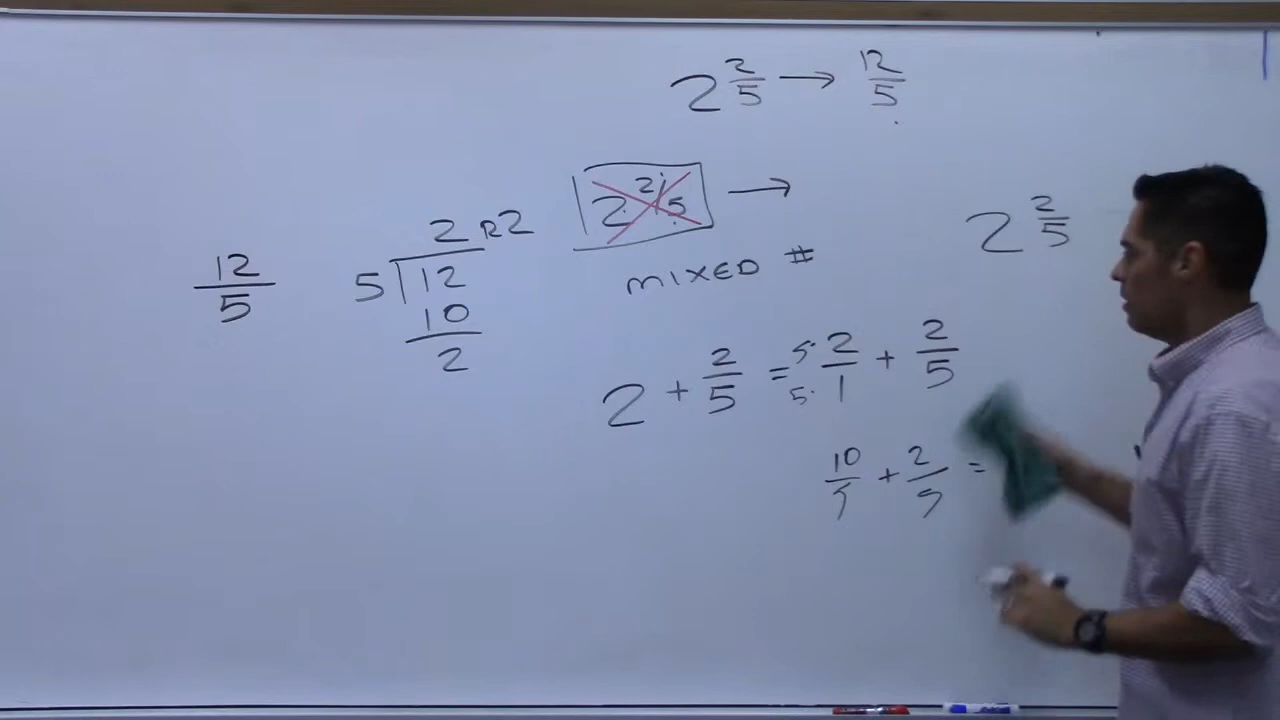 2 2/5 → 12/5
12/5
5 12
2 R2
10
2
2 2/5 →
MIXED #
2 2/5
2 + 2/5 = 5· 2/5· 1 + 2/5
10/5 + 2/5 =